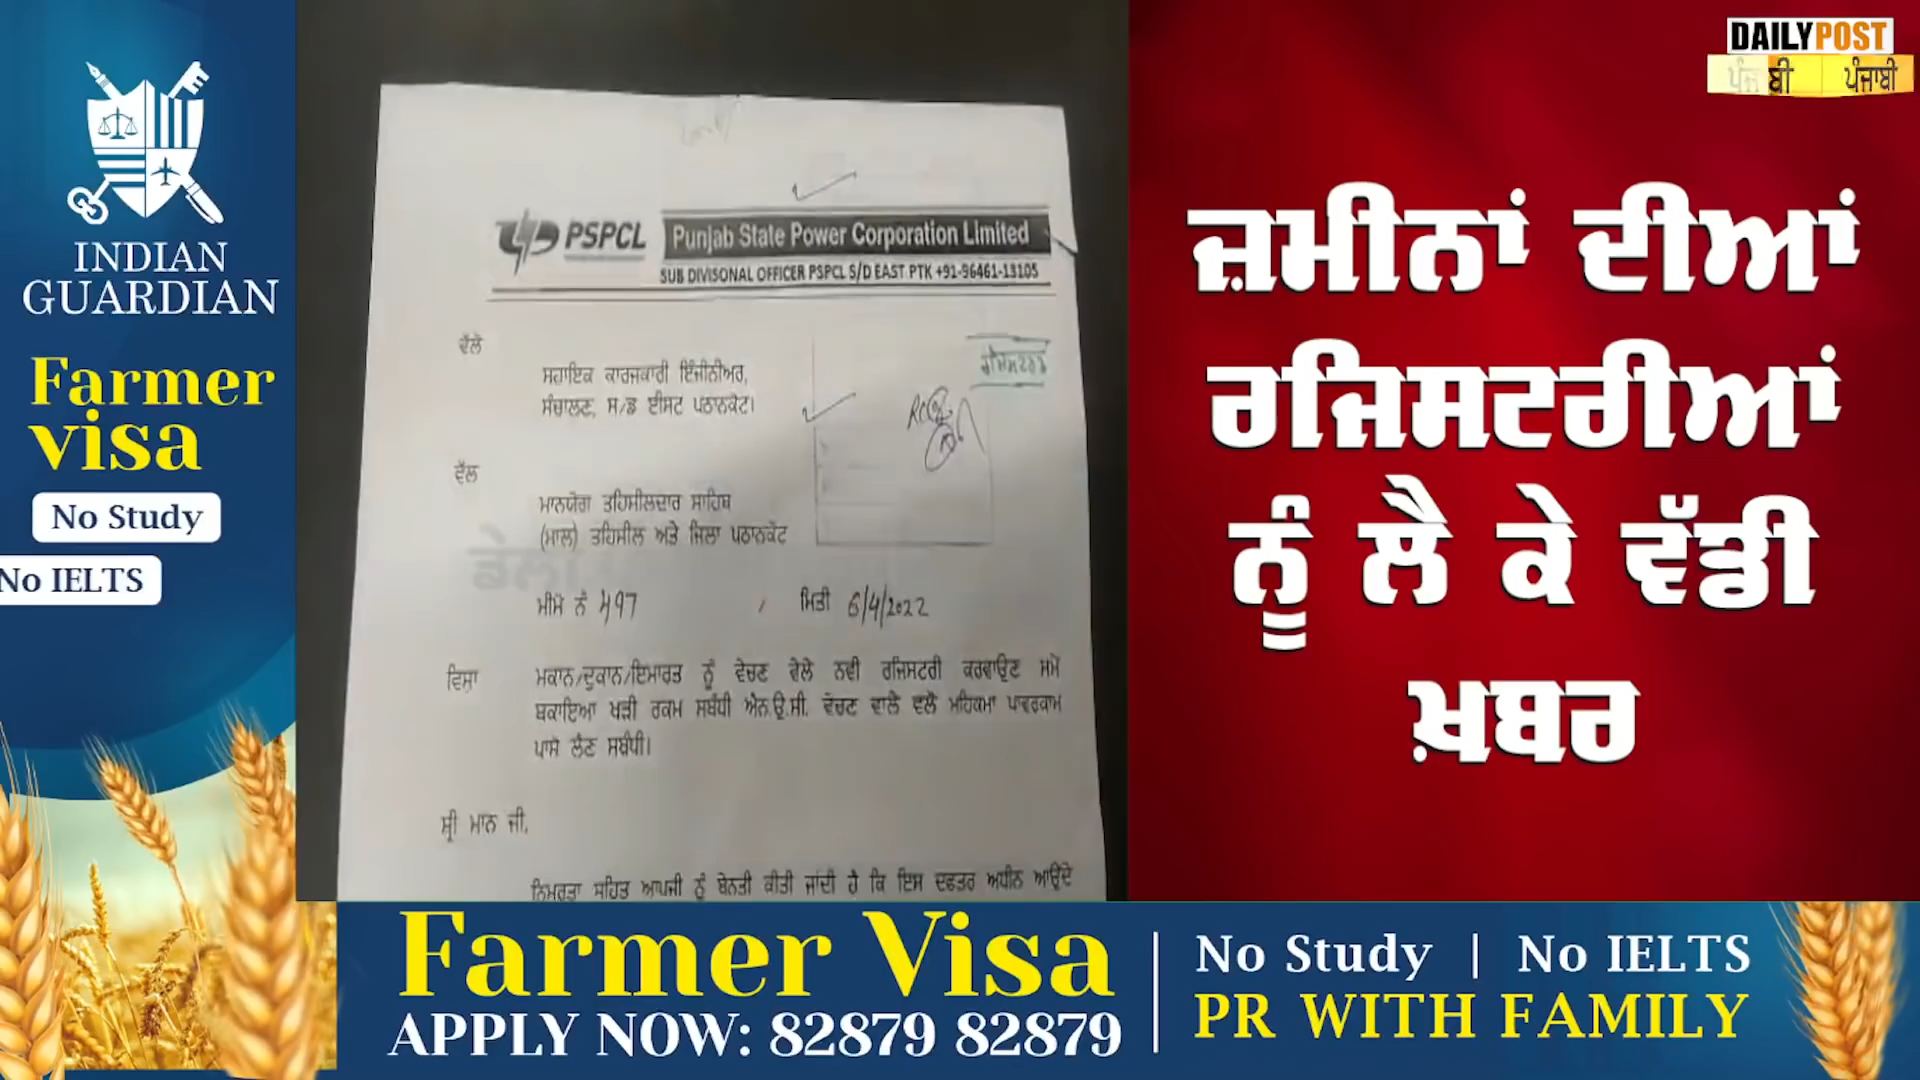 INDIAN
GUARDIAN
Farmer
visa
No Study
No IELTS
PSPCL
Punjab State Power Corporation Limited
SUB DIVISONAL OFFICER PSPCL S/D EAST PTK +91-96461-13105
ਵੱਲੋਂ
ਸਹਾਇਕ ਕਾਰਜਕਾਰੀ ਇੰਜੀਨੀਅਰ,
ਸੰਚਾਲਣ, ਸ/ਡ ਈਸਟ ਪਠਾਨਕੋਟ।
ਵੱਲ
ਮਾਨਯੋਗ ਤਹਿਸੀਲਦਾਰ ਸਾਹਿਬ
(ਮਾਲ) ਤਹਿਸੀਲ ਅਤੇ ਜਿਲਾ ਪਠਾਨਕੋਟ
ਮੀਮੋ ਨੰ 497 / ਮਿਤੀ 6/4/2022
ਵਿਸ਼ਾ ਮਕਾਨ/ਦੁਕਾਨ/ਇਮਾਰਤ ਨੂੰ ਵੇਚਣ ਵੇਲੇ ਨਵੀ ਰਜਿਸਟਰੀ ਕਰਵਾਉਣ ਸਮੇਂ
ਬਕਾਇਆ ਖੜੀ ਰਕਮ ਸਬੰਧੀ ਐਨ.ਉ.ਸੀ. ਵੇਚਣ ਵਾਲੇ ਵਲੋਂ ਮਹਿਕਮਾ ਪਾਵਰਕਾਮ
ਪਾਸੋ ਲੈਣ ਸਬੰਧੀ।
ਸ਼੍ਰੀ ਮਾਨ ਜੀ,
ਨਿਮਰਤਾ ਸਹਿਤ ਆਪਜੀ ਨੂੰ ਬੇਨਤੀ ਕੀਤੀ ਜਾਂਦੀ ਹੈ ਕਿ ਇਸ ਦਫਤਰ ਅਧੀਨ ਆਉਂਦੇ
DAILYPOST
ਪੰਜਾਬੀ ਪੰਜਾਬੀ
ਜ਼ਮੀਨਾਂ ਦੀਆਂ
ਰਜਿਸਟਰੀਆਂ
ਨੂੰ ਲੈ ਕੇ ਵੱਡੀ
ਖ਼ਬਰ
Farmer Visa
APPLY NOW: 82879 82879
No Study | No IELTS
PR WITH FAMILY